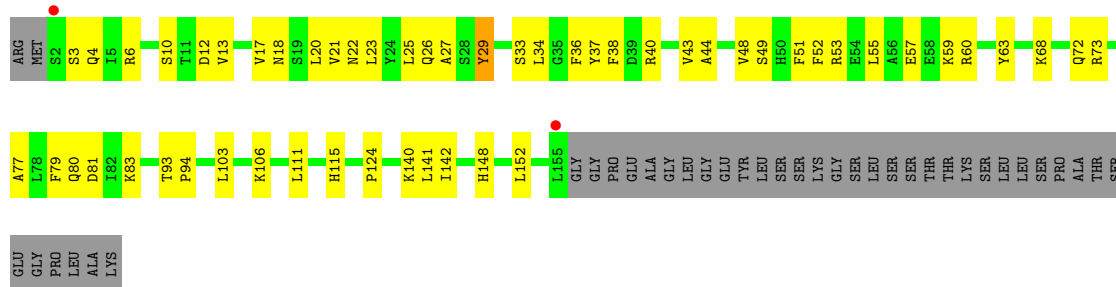 ARG MET S2 S3 Q4 I5 R6 S10 T11 D12 V13 V17 N18 S19 L20 V21 N22 L23 Y24 L25 Q26 A27 S28 Y29 S33 L34 G35 F36 Y37 F38 D39 R40 V43 A44 V48 S49 H50 F51 F52 R53 E54 L55 A56 E57 E58 K59 R60 Y63 K68 Q72 R73
A77 L78 F79 Q80 D81 I82 K83 T93 P94 L103 K106 L111 H115 P124 K140 L141 I142 H148 L152 L155 GLY GLY PRO GLU ALA GLY LEU GLY GLU TYR LEU SER SER LYS GLY SER LEU SER SER THR THR LYS SER LEU LEU SER PRO ALA THR SER
GLU GLY PRO LEU ALA LYS